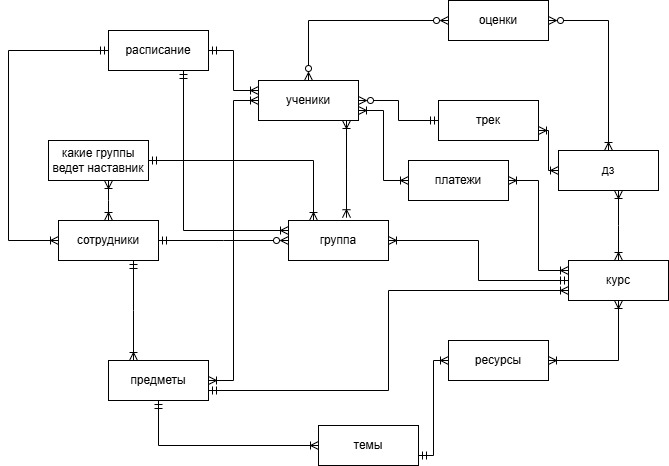 оценки
расписание
ученики
трек
какие группы
ведет наставник
дз
платежи
сотрудники
группа
курс
ресурсы
предметы
темы